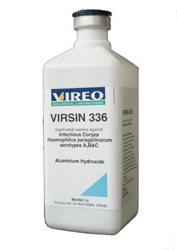 VIREO
BIOLOGICAL LABORATORIES
VIRSIN 336
Inactivated vaccine against
Infectious Coryza
Haemophilus paragallinarum
serotypes A,B&C
Aluminium Hydroxide